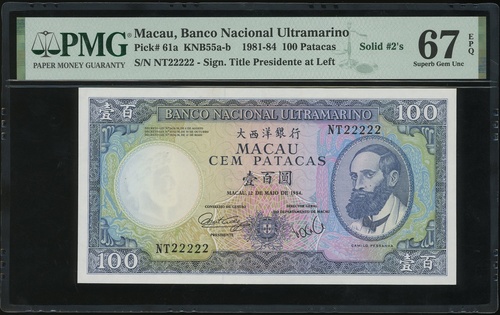 PMG
PAPER MONEY GUARANTY
Macau, Banco Nacional Ultramarino
Pick# 61a KNB55a-b 1981-84 100 Patacas
S/N NT22222 - Sign. Title Presidente at Left
Solid #2's
67 EPQ
Superb Gem Unc
壹百
BANCO NACIONAL ULTRAMARINO
100
大西洋銀行
NT22222
MACAU
CEM PATACAS
壹百圓
MACAU, 12 DE MAIO DE 1984
NT22222
CAMILO PESSANHA
100
壹百